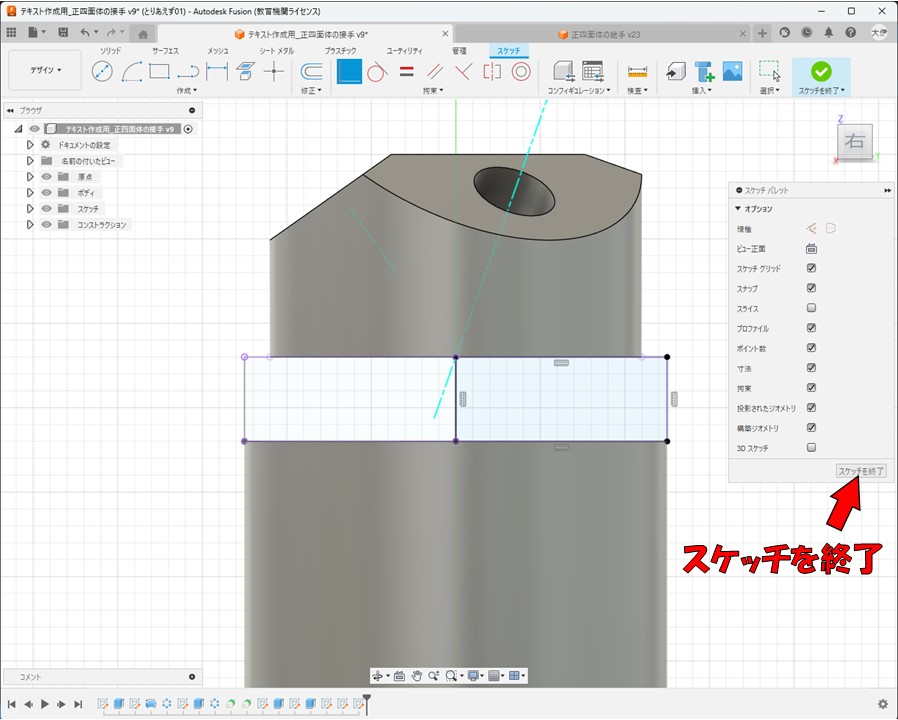 テキスト作成用_正四面体の接手 v9* (とりあえず01) - Autodesk Fusion (教育機関ライセンス)
テキスト作成用_正四面体の接手 v9*
正四面体の継手 v23
大伊
デザイン
ソリッド
サーフェス
メッシュ
シート メタル
プラスチック
ユーティリティ
管理
スケッチ
作成
修正
拘束
コンフィギュレーション
検査
挿入
選択
スケッチを終了
ブラウザ
テキスト作成用_正四面体の接手 v9
ドキュメントの設定
名前の付いたビュー
原点
ボディ
スケッチ
コンストラクション
Z
右
X
Y
スケッチ パレット
オプション
線種
ビュー正面
スケッチ グリッド
スナップ
スライス
プロファイル
ポイント数
寸法
拘束
投影されたジオメトリ
構築ジオメトリ
3D スケッチ
スケッチを終了
スケッチを終了
コメント